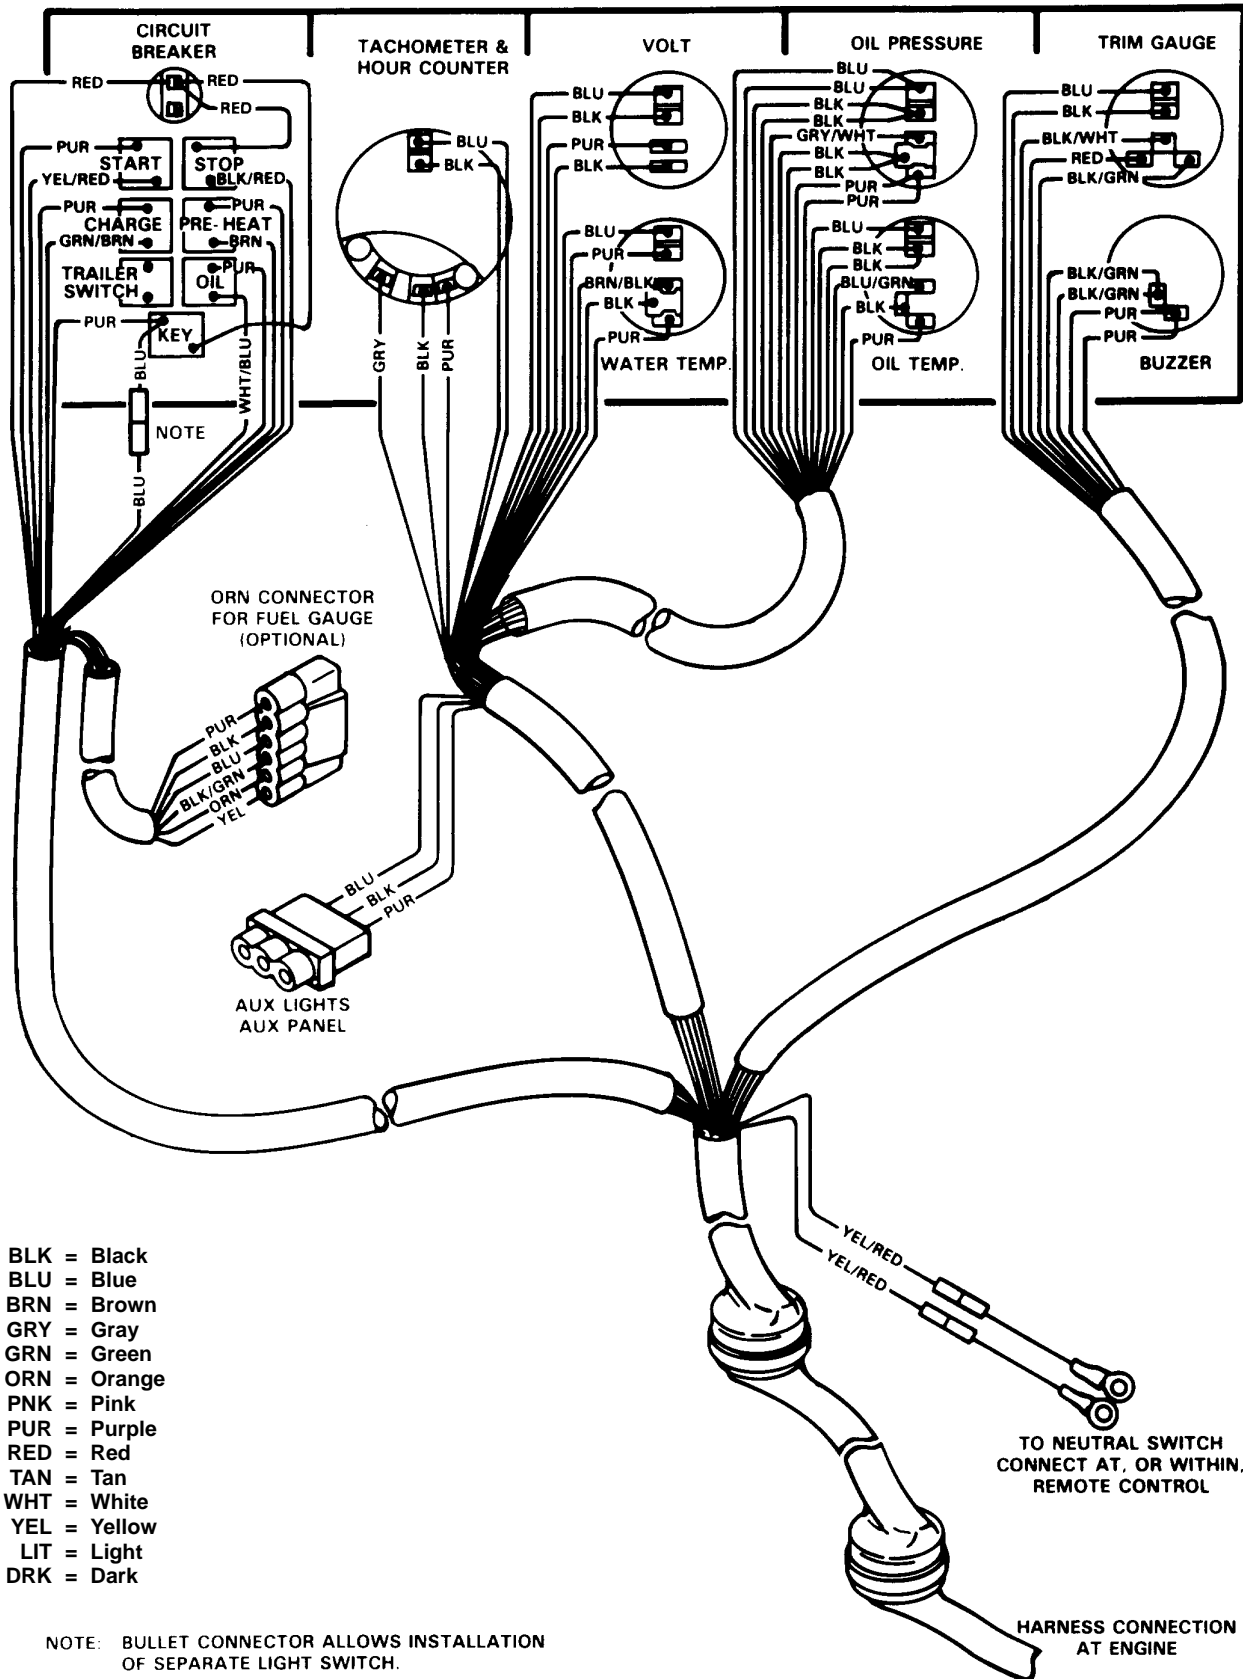 CIRCUIT
BREAKER
TACHOMETER &
HOUR COUNTER
VOLT
OIL PRESSURE
TRIM GAUGE
RED
RED
RED
PUR
START
STOP
YEL/RED
BLK/RED
PUR
PUR
CHARGE
PRE-HEAT
GRN/BRN
BRN
TRAILER
SWITCH
PUR
OIL
PUR
KEY
BLU
WHT/BLU
NOTE
BLU
BLU
BLK
GRY
BLK
PUR
BLU
BLK
PUR
BLK
BLU
PUR
BRN/BLK
BLK
PUR
WATER TEMP.
BLU
BLU
BLK
BLK
GRY/WHT
BLK
BLK
PUR
PUR
BLU
BLK
BLK
BLU/GRN
BLK
PUR
OIL TEMP.
BLU
BLK
BLK/WHT
RED
BLK/GRN
BLK/GRN
BLK/GRN
PUR
PUR
BUZZER
ORN CONNECTOR
FOR FUEL GAUGE
(OPTIONAL)
PUR
BLK
BLU
BLK/GRN
ORN
YEL
BLU
BLK
PUR
AUX LIGHTS
AUX PANEL
YEL/RED
YEL/RED
TO NEUTRAL SWITCH
CONNECT AT, OR WITHIN,
REMOTE CONTROL
BLK = Black
BLU = Blue
BRN = Brown
GRY = Gray
GRN = Green
ORN = Orange
PNK = Pink
PUR = Purple
RED = Red
TAN = Tan
WHT = White
YEL = Yellow
LIT = Light
DRK = Dark
HARNESS CONNECTION
AT ENGINE
NOTE: BULLET CONNECTOR ALLOWS INSTALLATION
OF SEPARATE LIGHT SWITCH.